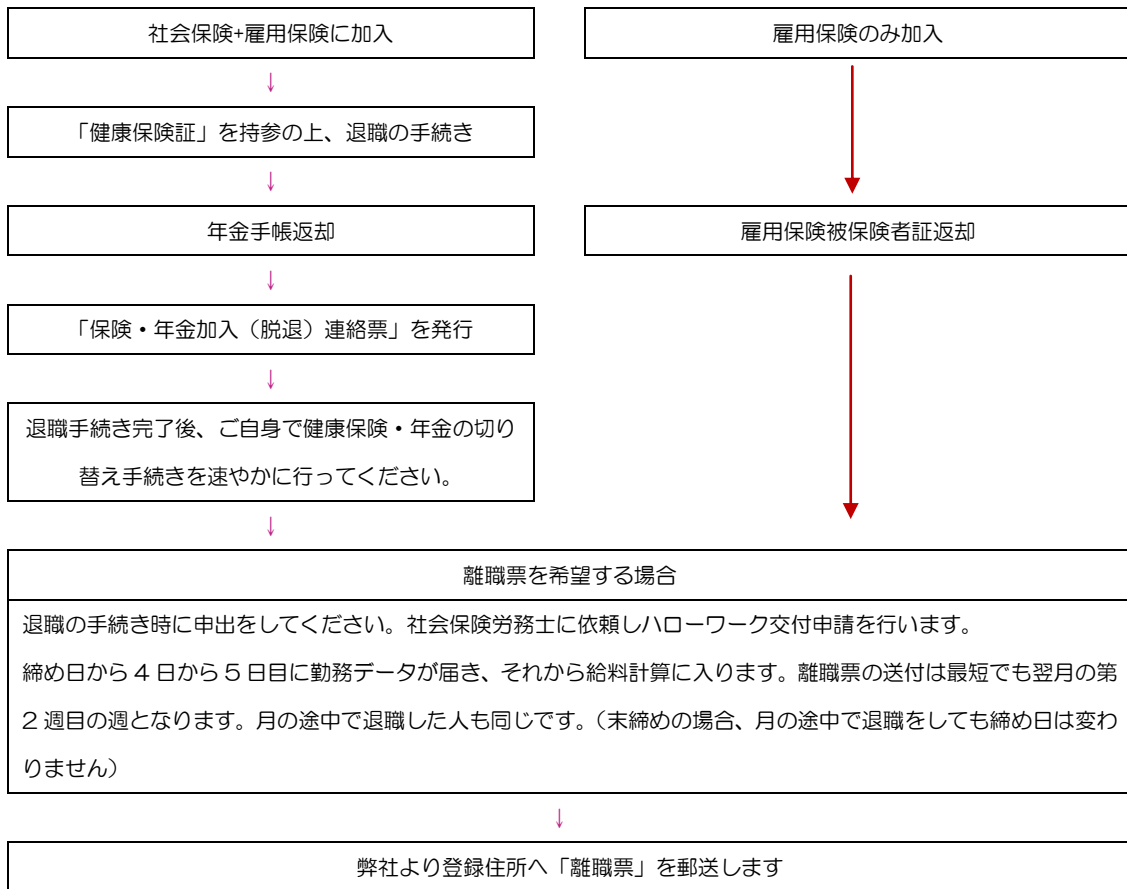 社会保険+雇用保険に加入
雇用保険のみ加入
↓
「健康保険証」を持参の上、退職の手続き
↓
年金手帳返却
雇用保険被保険者証返却
↓
「保険・年金加入（脱退）連絡票」を発行
↓
退職手続き完了後、ご自身で健康保険・年金の切り
替え手続きを速やかに行ってください。
↓
離職票を希望する場合
退職の手続き時に申出をしてください。社会保険労務士に依頼しハローワーク交付申請を行います。
締め日から 4 日から 5 日目に勤務データが届き、それから給料計算に入ります。離職票の送付は最短でも翌月の第
2 週目の週となります。月の途中で退職した人も同じです。（末締めの場合、月の途中で退職をしても締め日は変わ
りません）
↓
弊社より登録住所へ「離職票」を郵送します